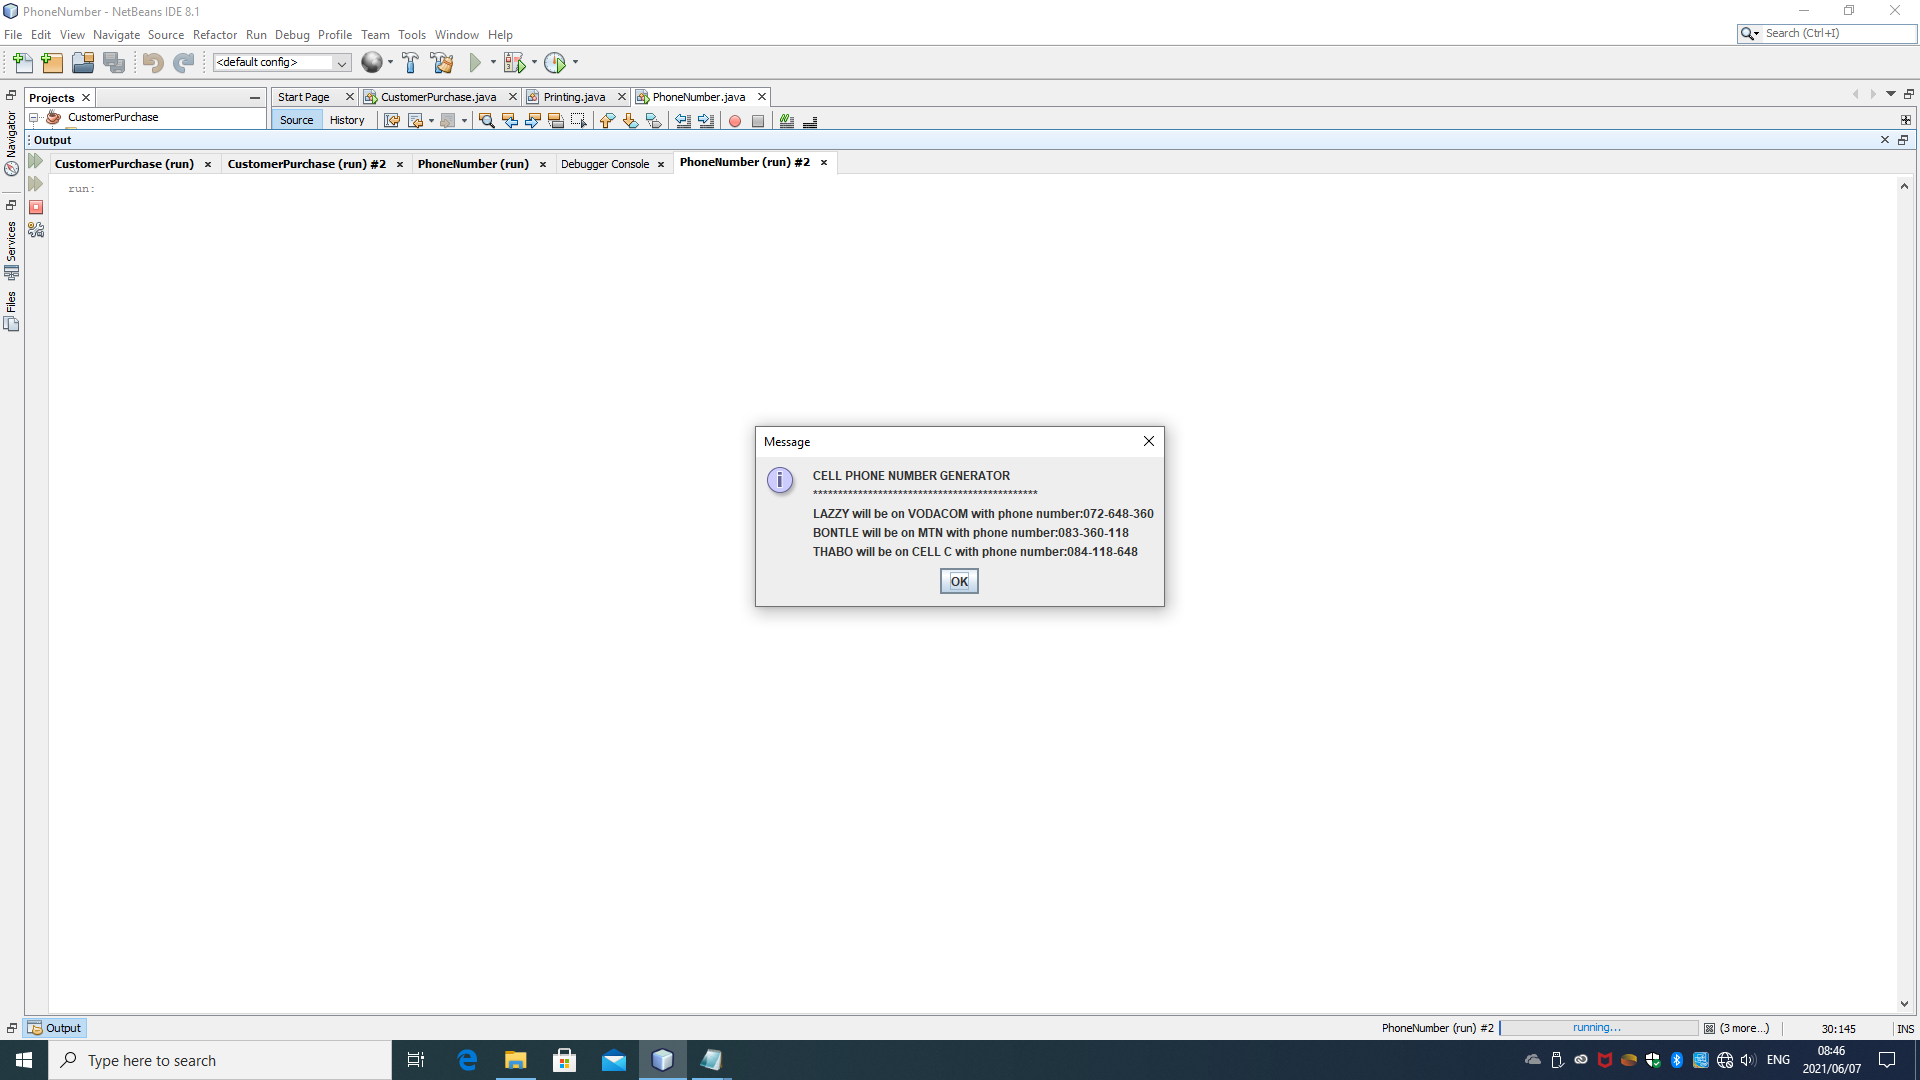 PhoneNumber - NetBeans IDE 8.1
File Edit View Navigate Source Refactor Run Debug Profile Team Tools Window Help
Search (Ctrl+I)
<default config>
Projects
Start Page
CustomerPurchase.java
Printing.java
PhoneNumber.java
CustomerPurchase
Source
History
Navigator
Services
Files
Output
CustomerPurchase (run)
CustomerPurchase (run) #2
PhoneNumber (run)
Debugger Console
PhoneNumber (run) #2
run:
Message
CELL PHONE NUMBER GENERATOR
*********************************************
LAZZY will be on VODACOM with phone number:072-648-360
BONTLE will be on MTN with phone number:083-360-118
THABO will be on CELL C with phone number:084-118-648
OK
Output
PhoneNumber (run) #2
running...
(3 more...)
30:145
INS
Type here to search
ENG
08:46
2021/06/07